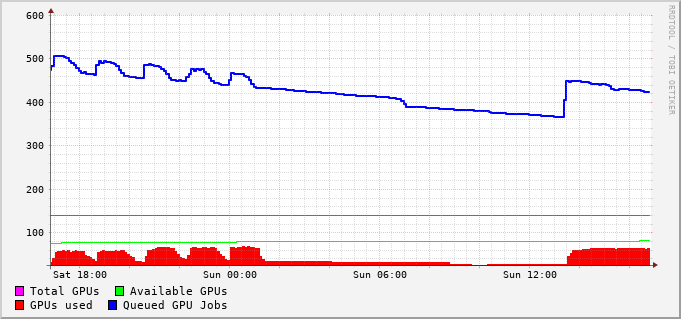 600
500
400
300
200
100
Sat 18:00 Sun 00:00 Sun 06:00 Sun 12:00
Total GPUs Available GPUs
GPUs used Queued GPU Jobs
RRDTOOL / TOBI OETIKER